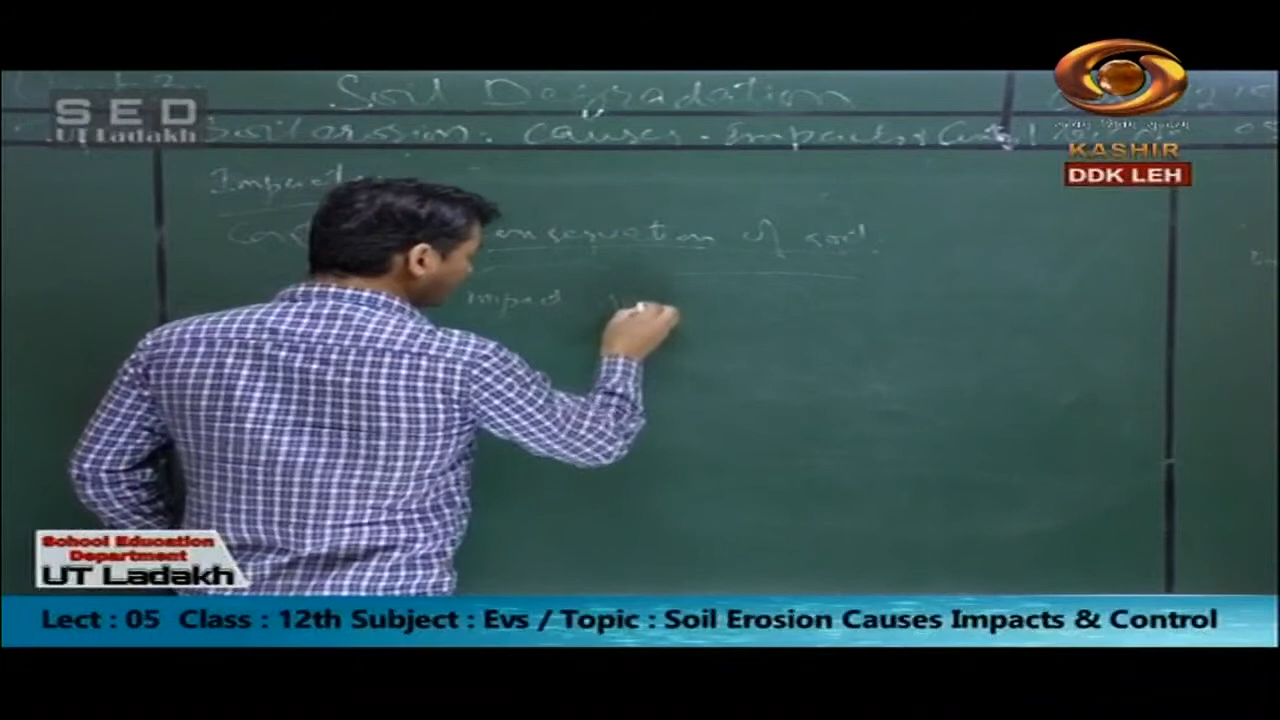 Soil Degradation
SED
UT Ladakh
Soil erosion. Causes. Impacts & Control
KASHIR
DDK LEH
Impact
conservation of soil.
impact
School Education
Department
UT Ladakh
Lect : 05 Class : 12th Subject : Evs / Topic : Soil Erosion Causes Impacts & Control